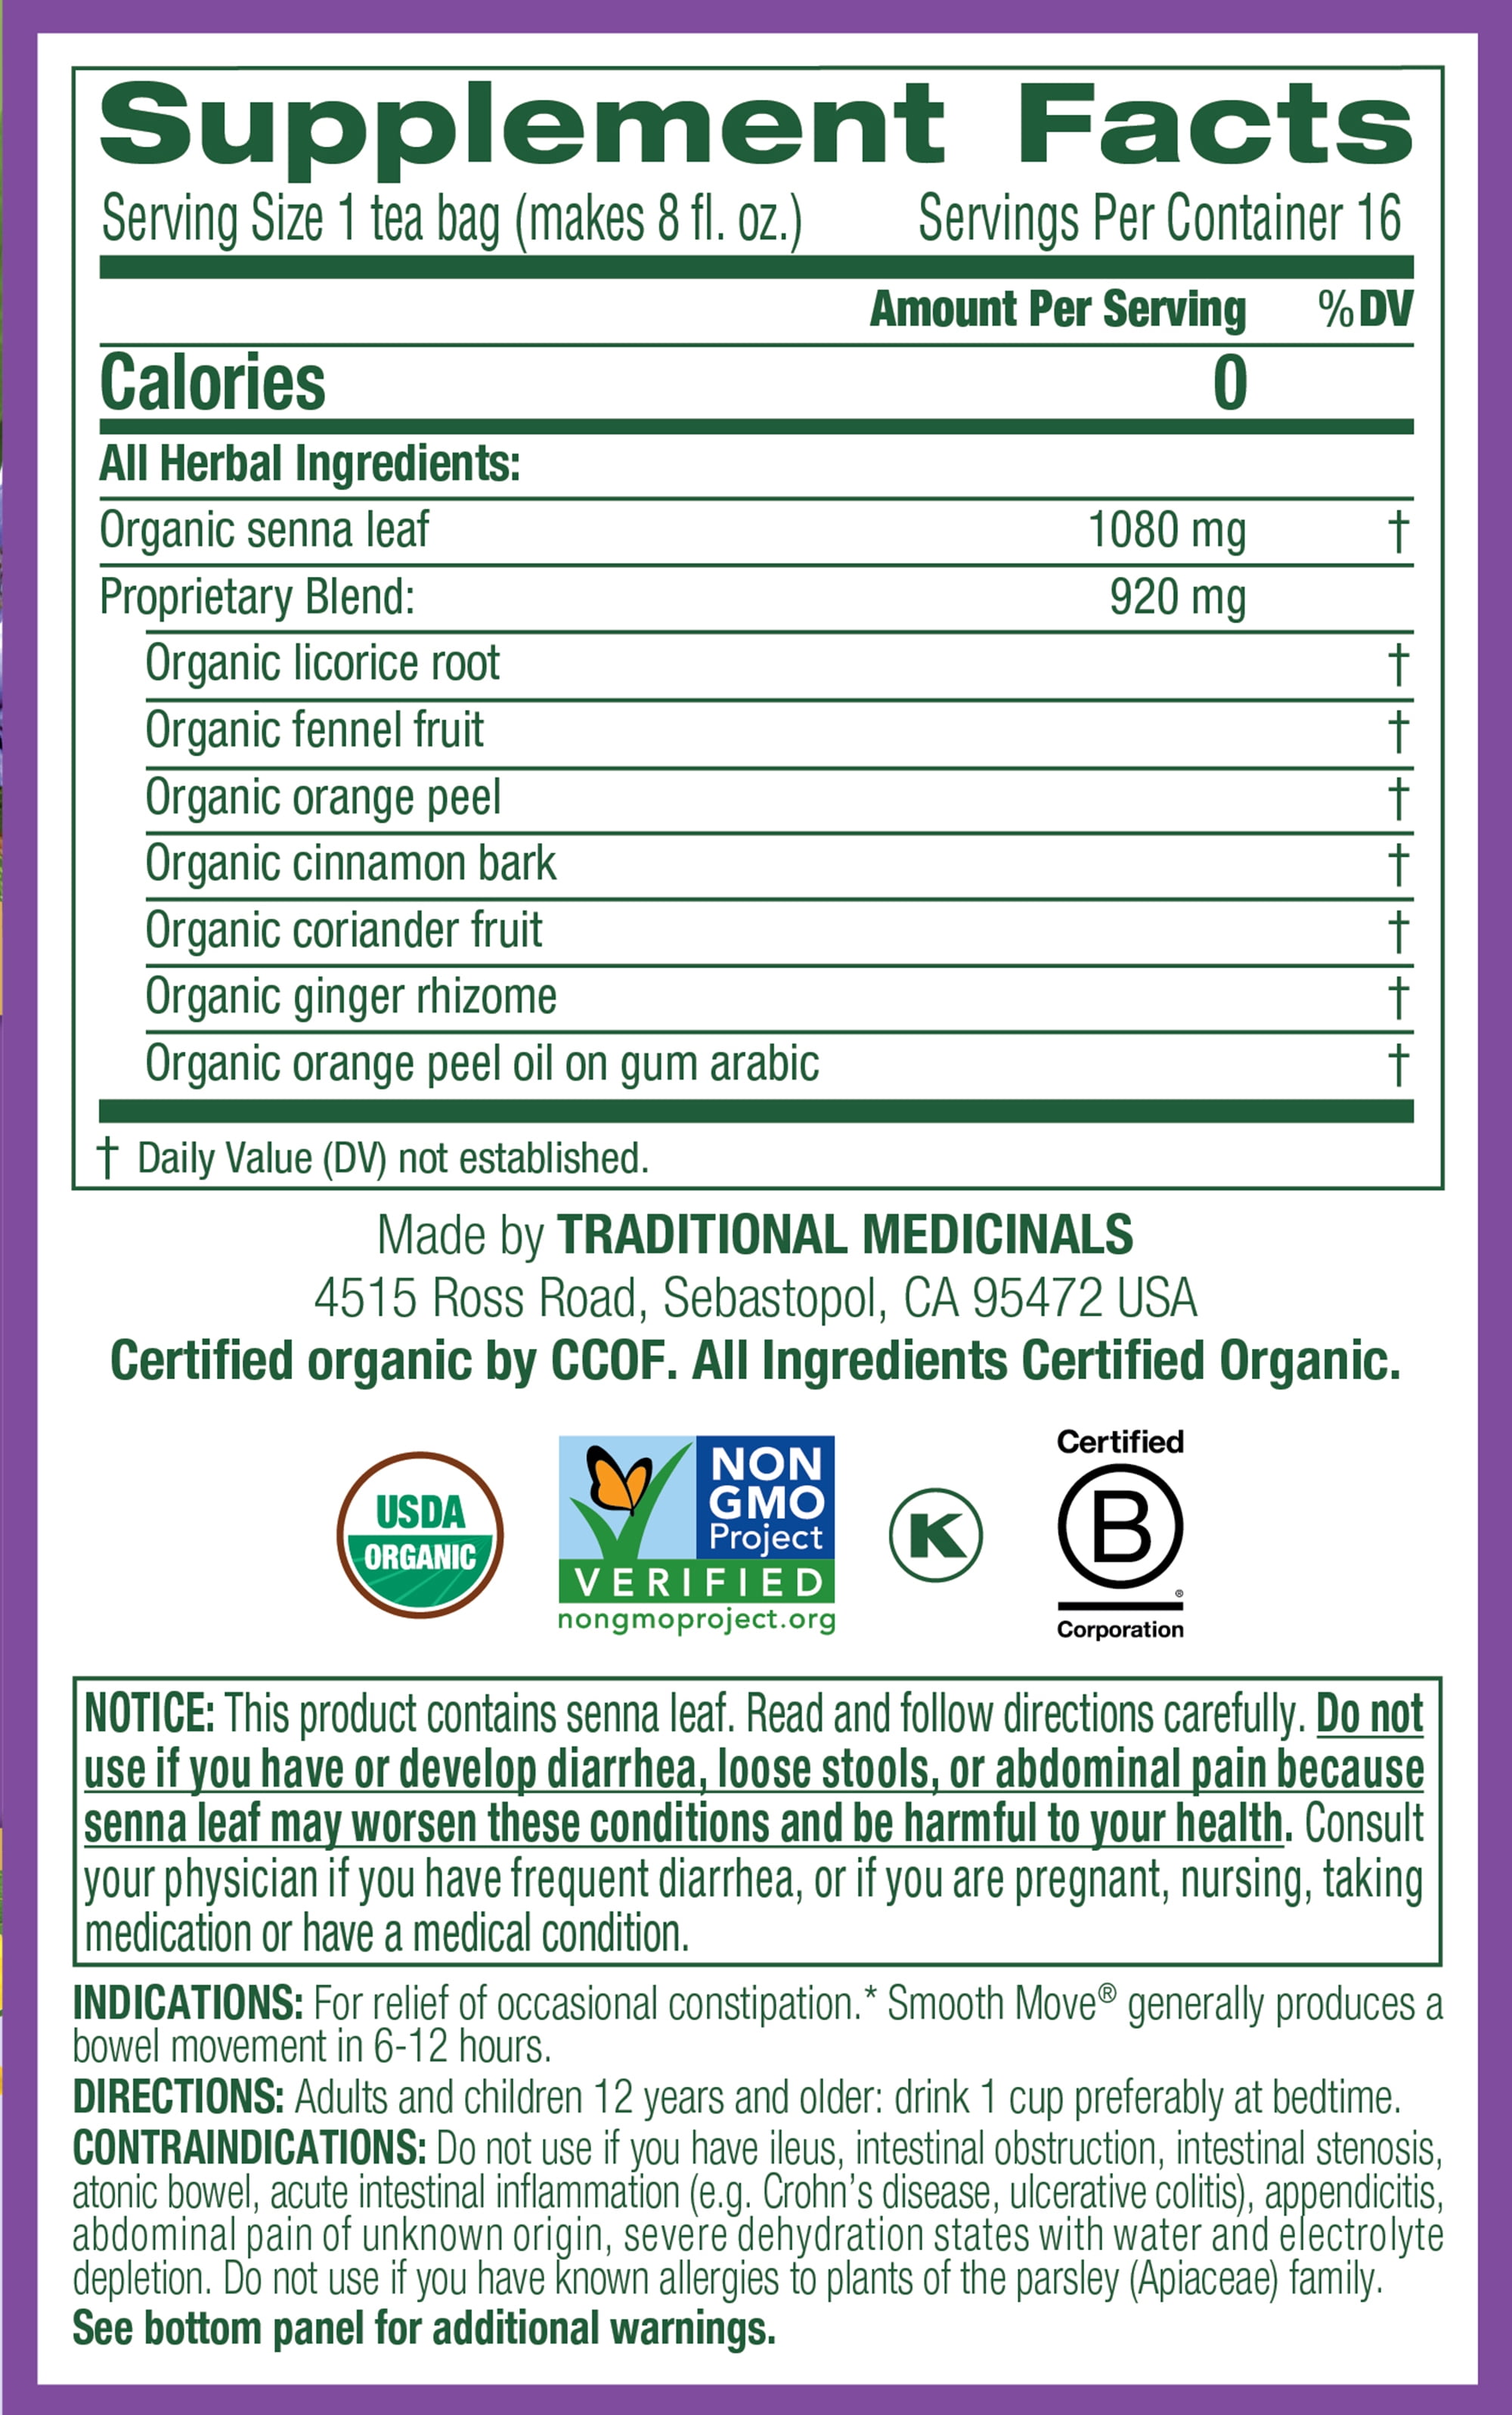 Supplement Facts
Serving Size 1 tea bag (makes 8 fl. oz.) Servings Per Container 16
Amount Per Serving %DV
Calories 0
All Herbal Ingredients:
Organic senna leaf 1080 mg †
Proprietary Blend: 920 mg
Organic licorice root †
Organic fennel fruit †
Organic orange peel †
Organic cinnamon bark †
Organic coriander fruit †
Organic ginger rhizome †
Organic orange peel oil on gum arabic †
† Daily Value (DV) not established.
Made by TRADITIONAL MEDICINALS
4515 Ross Road, Sebastopol, CA 95472 USA
Certified organic by CCOF. All Ingredients Certified Organic.
USDA
ORGANIC
NON
GMO
Project
VERIFIED
nongmoproject.org
K
Certified
B
®
Corporation
NOTICE: This product contains senna leaf. Read and follow directions carefully. Do not
use if you have or develop diarrhea, loose stools, or abdominal pain because
senna leaf may worsen these conditions and be harmful to your health. Consult
your physician if you have frequent diarrhea, or if you are pregnant, nursing, taking
medication or have a medical condition.
INDICATIONS: For relief of occasional constipation.* Smooth Move® generally produces a
bowel movement in 6-12 hours.
DIRECTIONS: Adults and children 12 years and older: drink 1 cup preferably at bedtime.
CONTRAINDICATIONS: Do not use if you have ileus, intestinal obstruction, intestinal stenosis,
atonic bowel, acute intestinal inflammation (e.g. Crohn's disease, ulcerative colitis), appendicitis,
abdominal pain of unknown origin, severe dehydration states with water and electrolyte
depletion. Do not use if you have known allergies to plants of the parsley (Apiaceae) family.
See bottom panel for additional warnings.